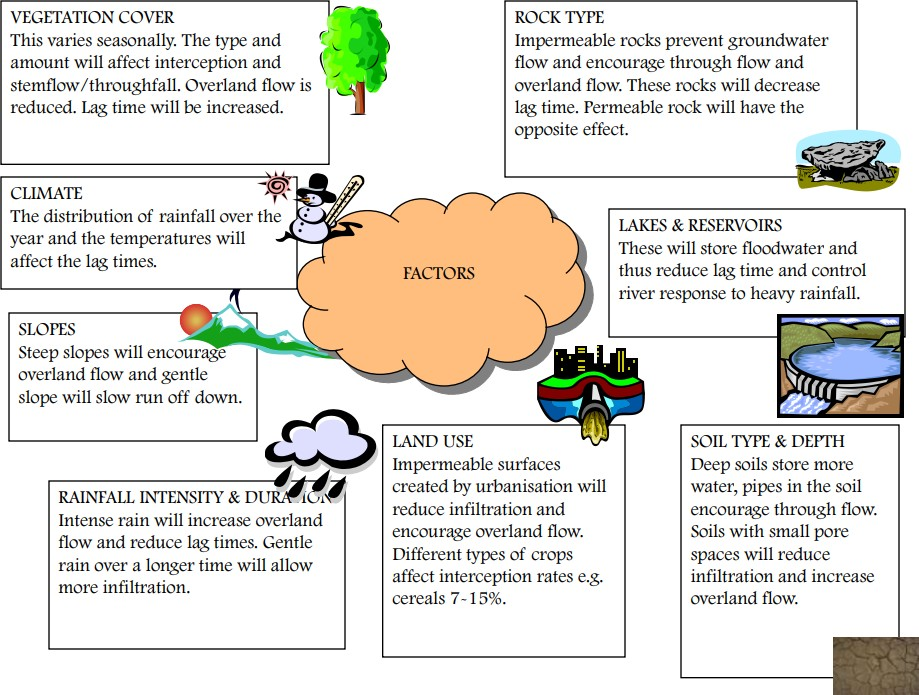 VEGETATION COVER
This varies seasonally. The type and
amount will affect interception and
stemflow/throughfall. Overland flow is
reduced. Lag time will be increased.
ROCK TYPE
Impermeable rocks prevent groundwater
flow and encourage through flow and
overland flow. These rocks will decrease
lag time. Permeable rock will have the
opposite effect.
CLIMATE
The distribution of rainfall over the
year and the temperatures will
affect the lag times.
FACTORS
LAKES & RESERVOIRS
These will store floodwater and
thus reduce lag time and control
river response to heavy rainfall.
SLOPES
Steep slopes will encourage
overland flow and gentle
slope will slow run off down.
RAINFALL INTENSITY & DURATION
Intense rain will increase overland
flow and reduce lag times. Gentle
rain over a longer time will allow
more infiltration.
LAND USE
Impermeable surfaces
created by urbanisation will
reduce infiltration and
encourage overland flow.
Different types of crops
affect interception rates e.g.
cereals 7-15%.
SOIL TYPE & DEPTH
Deep soils store more
water, pipes in the soil
encourage through flow.
Soils with small pore
spaces will reduce
infiltration and increase
overland flow.